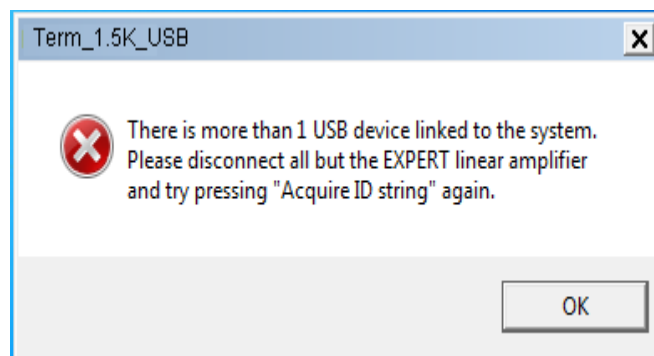 Term_1.5K_USB
There is more than 1 USB device linked to the system.
Please disconnect all but the EXPERT linear amplifier
and try pressing "Acquire ID string" again.
OK